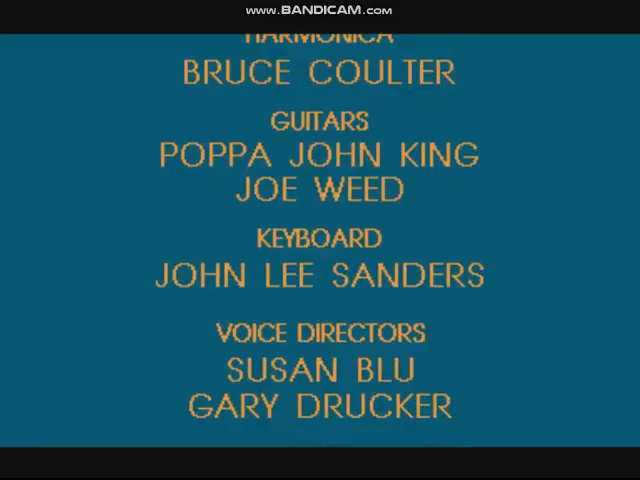 www.BANDICAM.com
HARMONICA
BRUCE COULTER
GUITARS
POPPA JOHN KING
JOE WEED
KEYBOARD
JOHN LEE SANDERS
VOICE DIRECTORS
SUSAN BLU
GARY DRUCKER